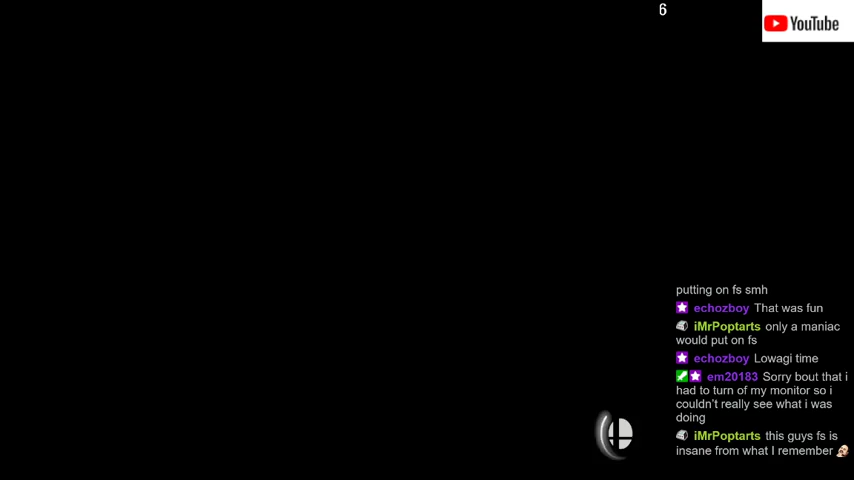 6
YouTube
putting on fs smh
echozboy That was fun
iMrPoptarts only a maniac
would put on fs
echozboy Lowagi time
em20183 Sorry bout that i
had to turn of my monitor so i
couldn't really see what i was
doing
iMrPoptarts this guys fs is
insane from what I remember